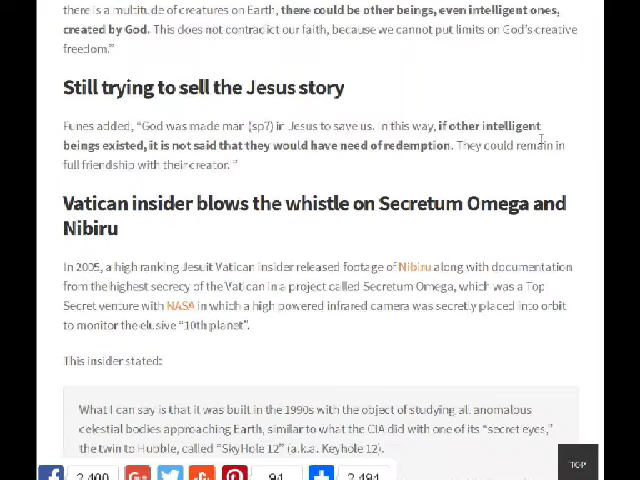 there is a multitude of creatures on Earth, there could be other beings, even intelligent ones,
created by God. This does not contradict our faith, because we cannot put limits on God's creative
freedom."
Still trying to sell the Jesus story
Funes added, "God was made man (sp?) in Jesus to save us. In this way, if other intelligent
beings existed, it is not said that they would have need of redemption. They could remain in
full friendship with their creator. "
Vatican insider blows the whistle on Secretum Omega and
Nibiru
In 2005, a high ranking Jesuit Vatican insider released footage of Nibiru along with documentation
from the highest secrecy of the Vatican in a project called Secretum Omega, which was a Top
Secret venture with NASA in which a high powered infrared camera was secretly placed into orbit
to monitor the elusive "10th planet".
This insider stated:
What I can say is that it was built in the 1990s with the object of studying all anomalous
celestial bodies approaching Earth, similar to what the CIA did with one of its "secret eyes,"
the twin to Hubble, called "SkyHole 12" (a.k.a. Keyhole 12).
TOP
2,400 94 2,494